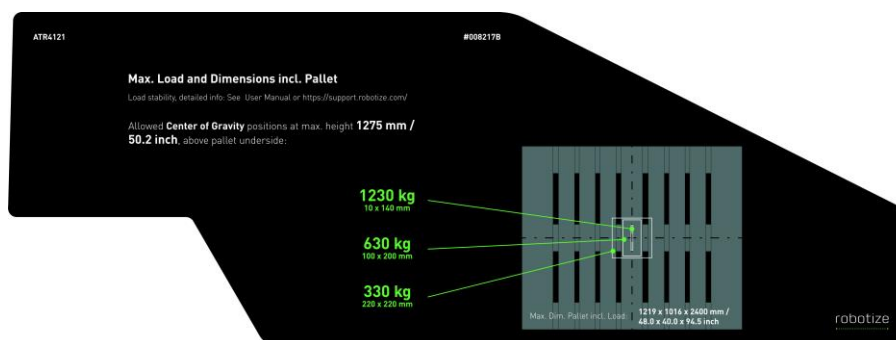 ATR4121
#008217B
Max. Load and Dimensions incl. Pallet
Load stability, detailed info: See User Manual or https://support.robotize.com/
Allowed Center of Gravity positions at max. height 1275 mm /
50.2 inch, above pallet underside:
1230 kg
10 x 140 mm
630 kg
100 x 200 mm
330 kg
220 x 220 mm
Max. Dim. Pallet incl. Load: 1219 x 1016 x 2400 mm /
48.0 x 40.0 x 94.5 inch
robotize